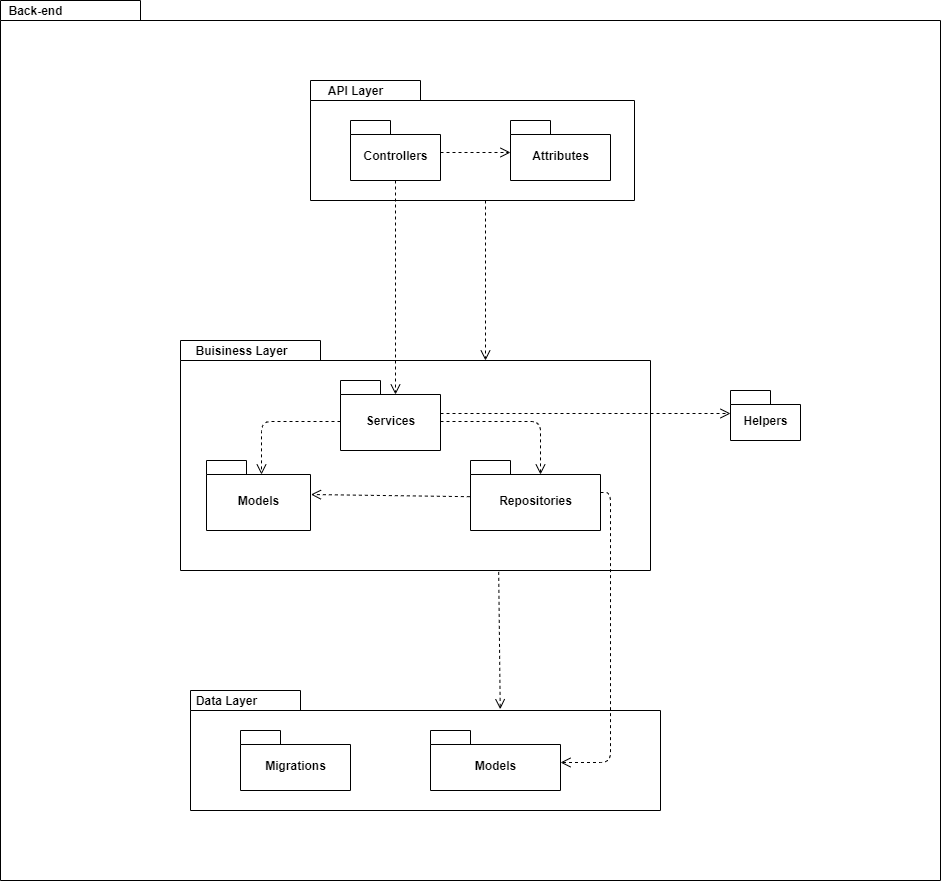 Back-end
API Layer
Controllers
Attributes
Buisiness Layer
Services
Helpers
Models
Repositories
Data Layer
Migrations
Models